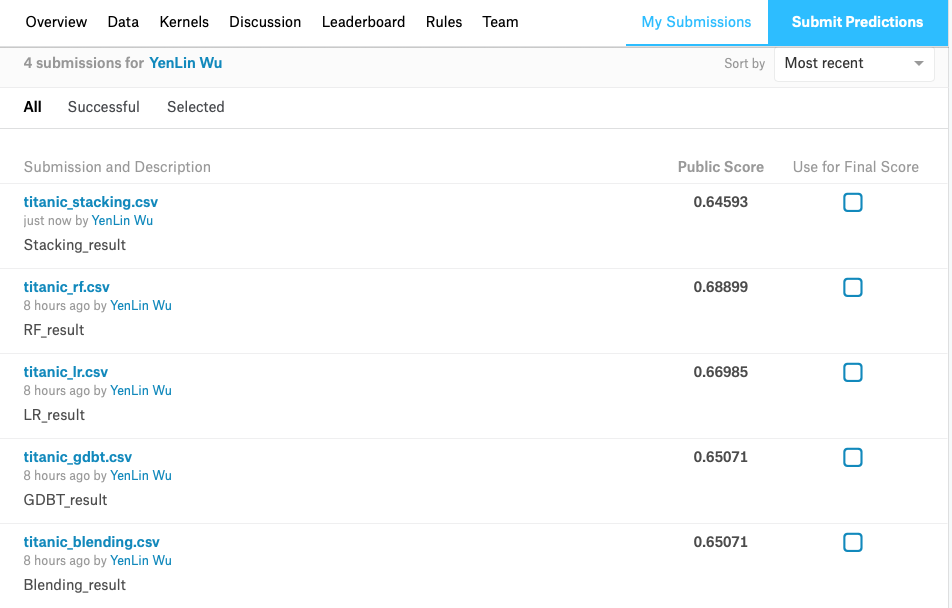 Overview Data Kernels Discussion Leaderboard Rules Team My Submissions Submit Predictions
4 submissions for YenLin Wu Sort by Most recent
All Successful Selected
Submission and Description Public Score Use for Final Score
titanic_stacking.csv 0.64593
just now by YenLin Wu
Stacking_result
titanic_rf.csv 0.68899
8 hours ago by YenLin Wu
RF_result
titanic_lr.csv 0.66985
8 hours ago by YenLin Wu
LR_result
titanic_gdbt.csv 0.65071
8 hours ago by YenLin Wu
GDBT_result
titanic_blending.csv 0.65071
8 hours ago by YenLin Wu
Blending_result